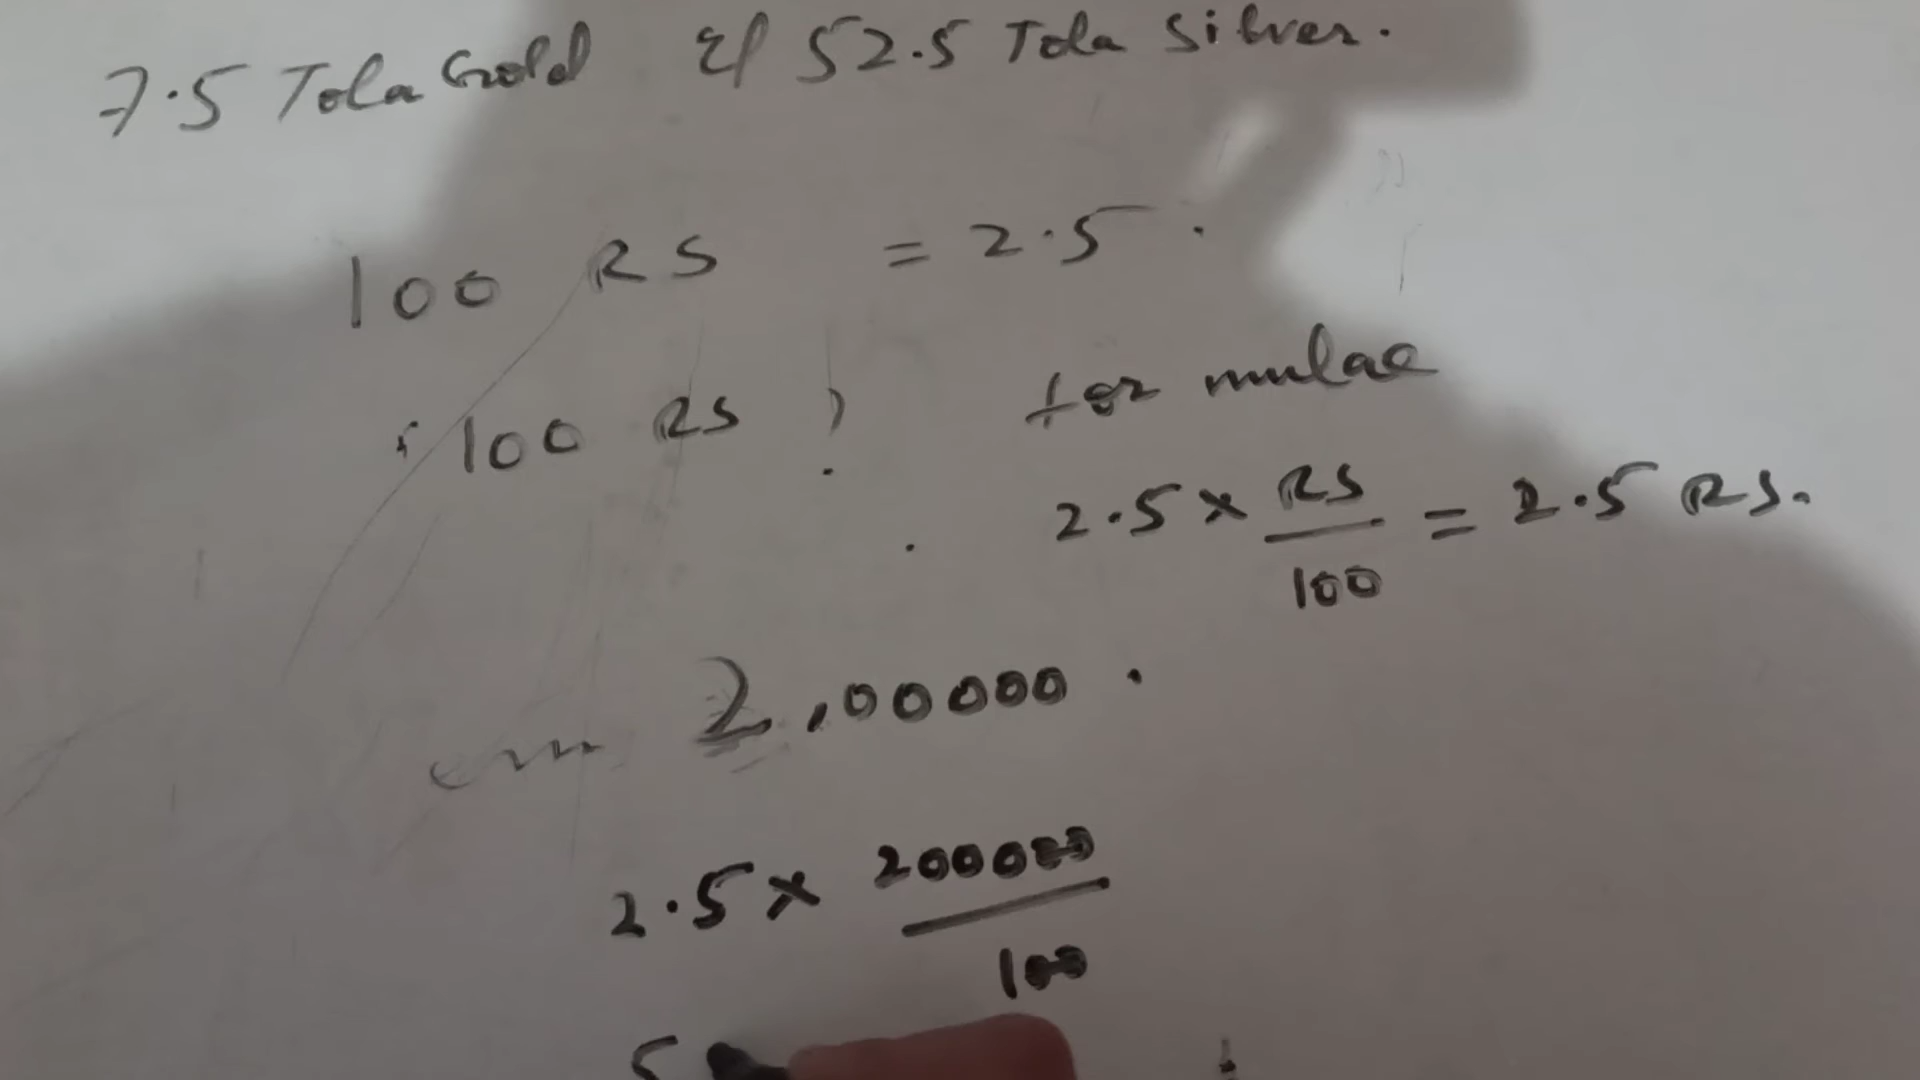 7.5 Tola Gold 52.5 Tola Silver.
100 RS = 2.5
100 RS ? for mulae
2.5 × RS/100 = 2.5 RS.
2,00000
2.5 × 200000/100
5